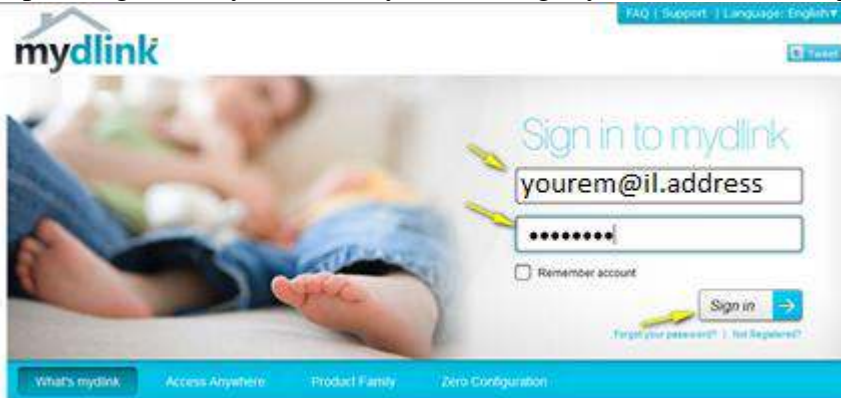 FAQ | Support | Language: English▼
mydlink
Tweet
Sign in to mydlink
yourem@il.address
••••••••
Remember account
Sign in
Forgot your password? | Not Registered?
What's mydlink Access Anywhere Product Family Zero Configuration